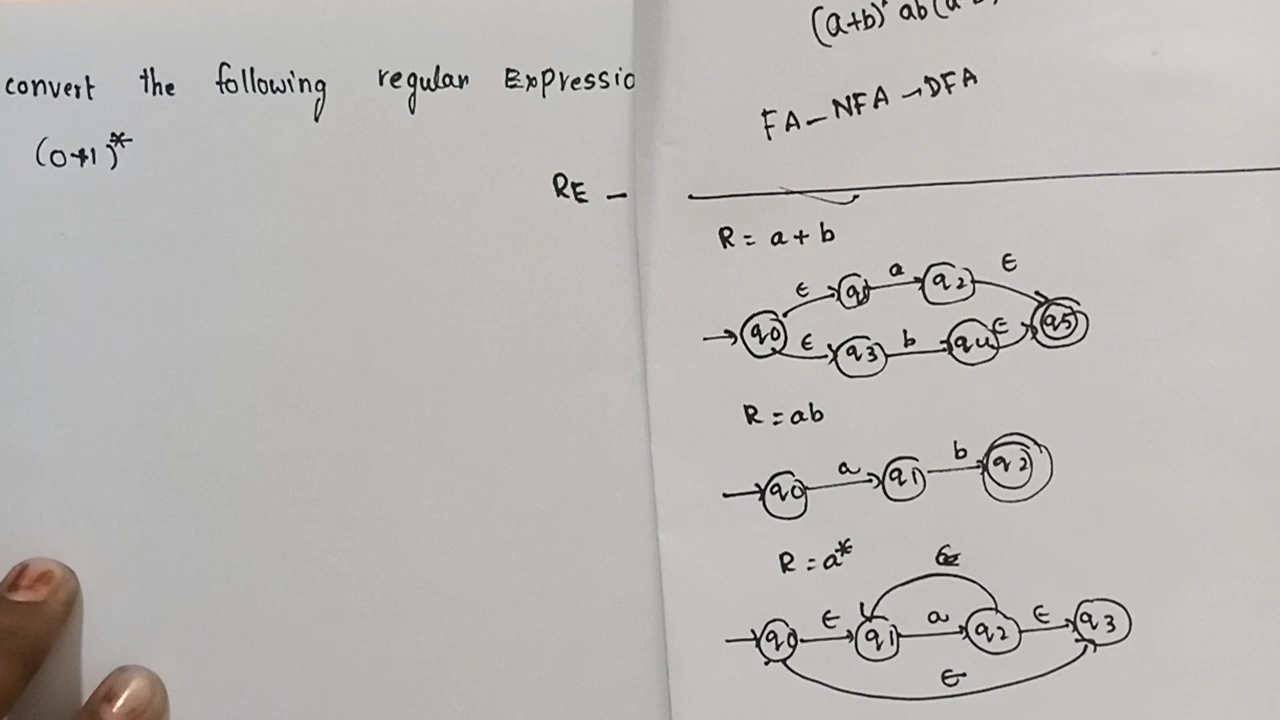 convert the following regular Expressio
(0+1)*
RE -
(a+b)* ab(a
FA - NFA → DFA
R = a + b
ε a ε
q0 q1 q2 q5
ε b ε
q3 q4
R = ab
a b
q0 q1 q2
R = a*
ε
ε a ε
q0 q1 q2 q3
ε